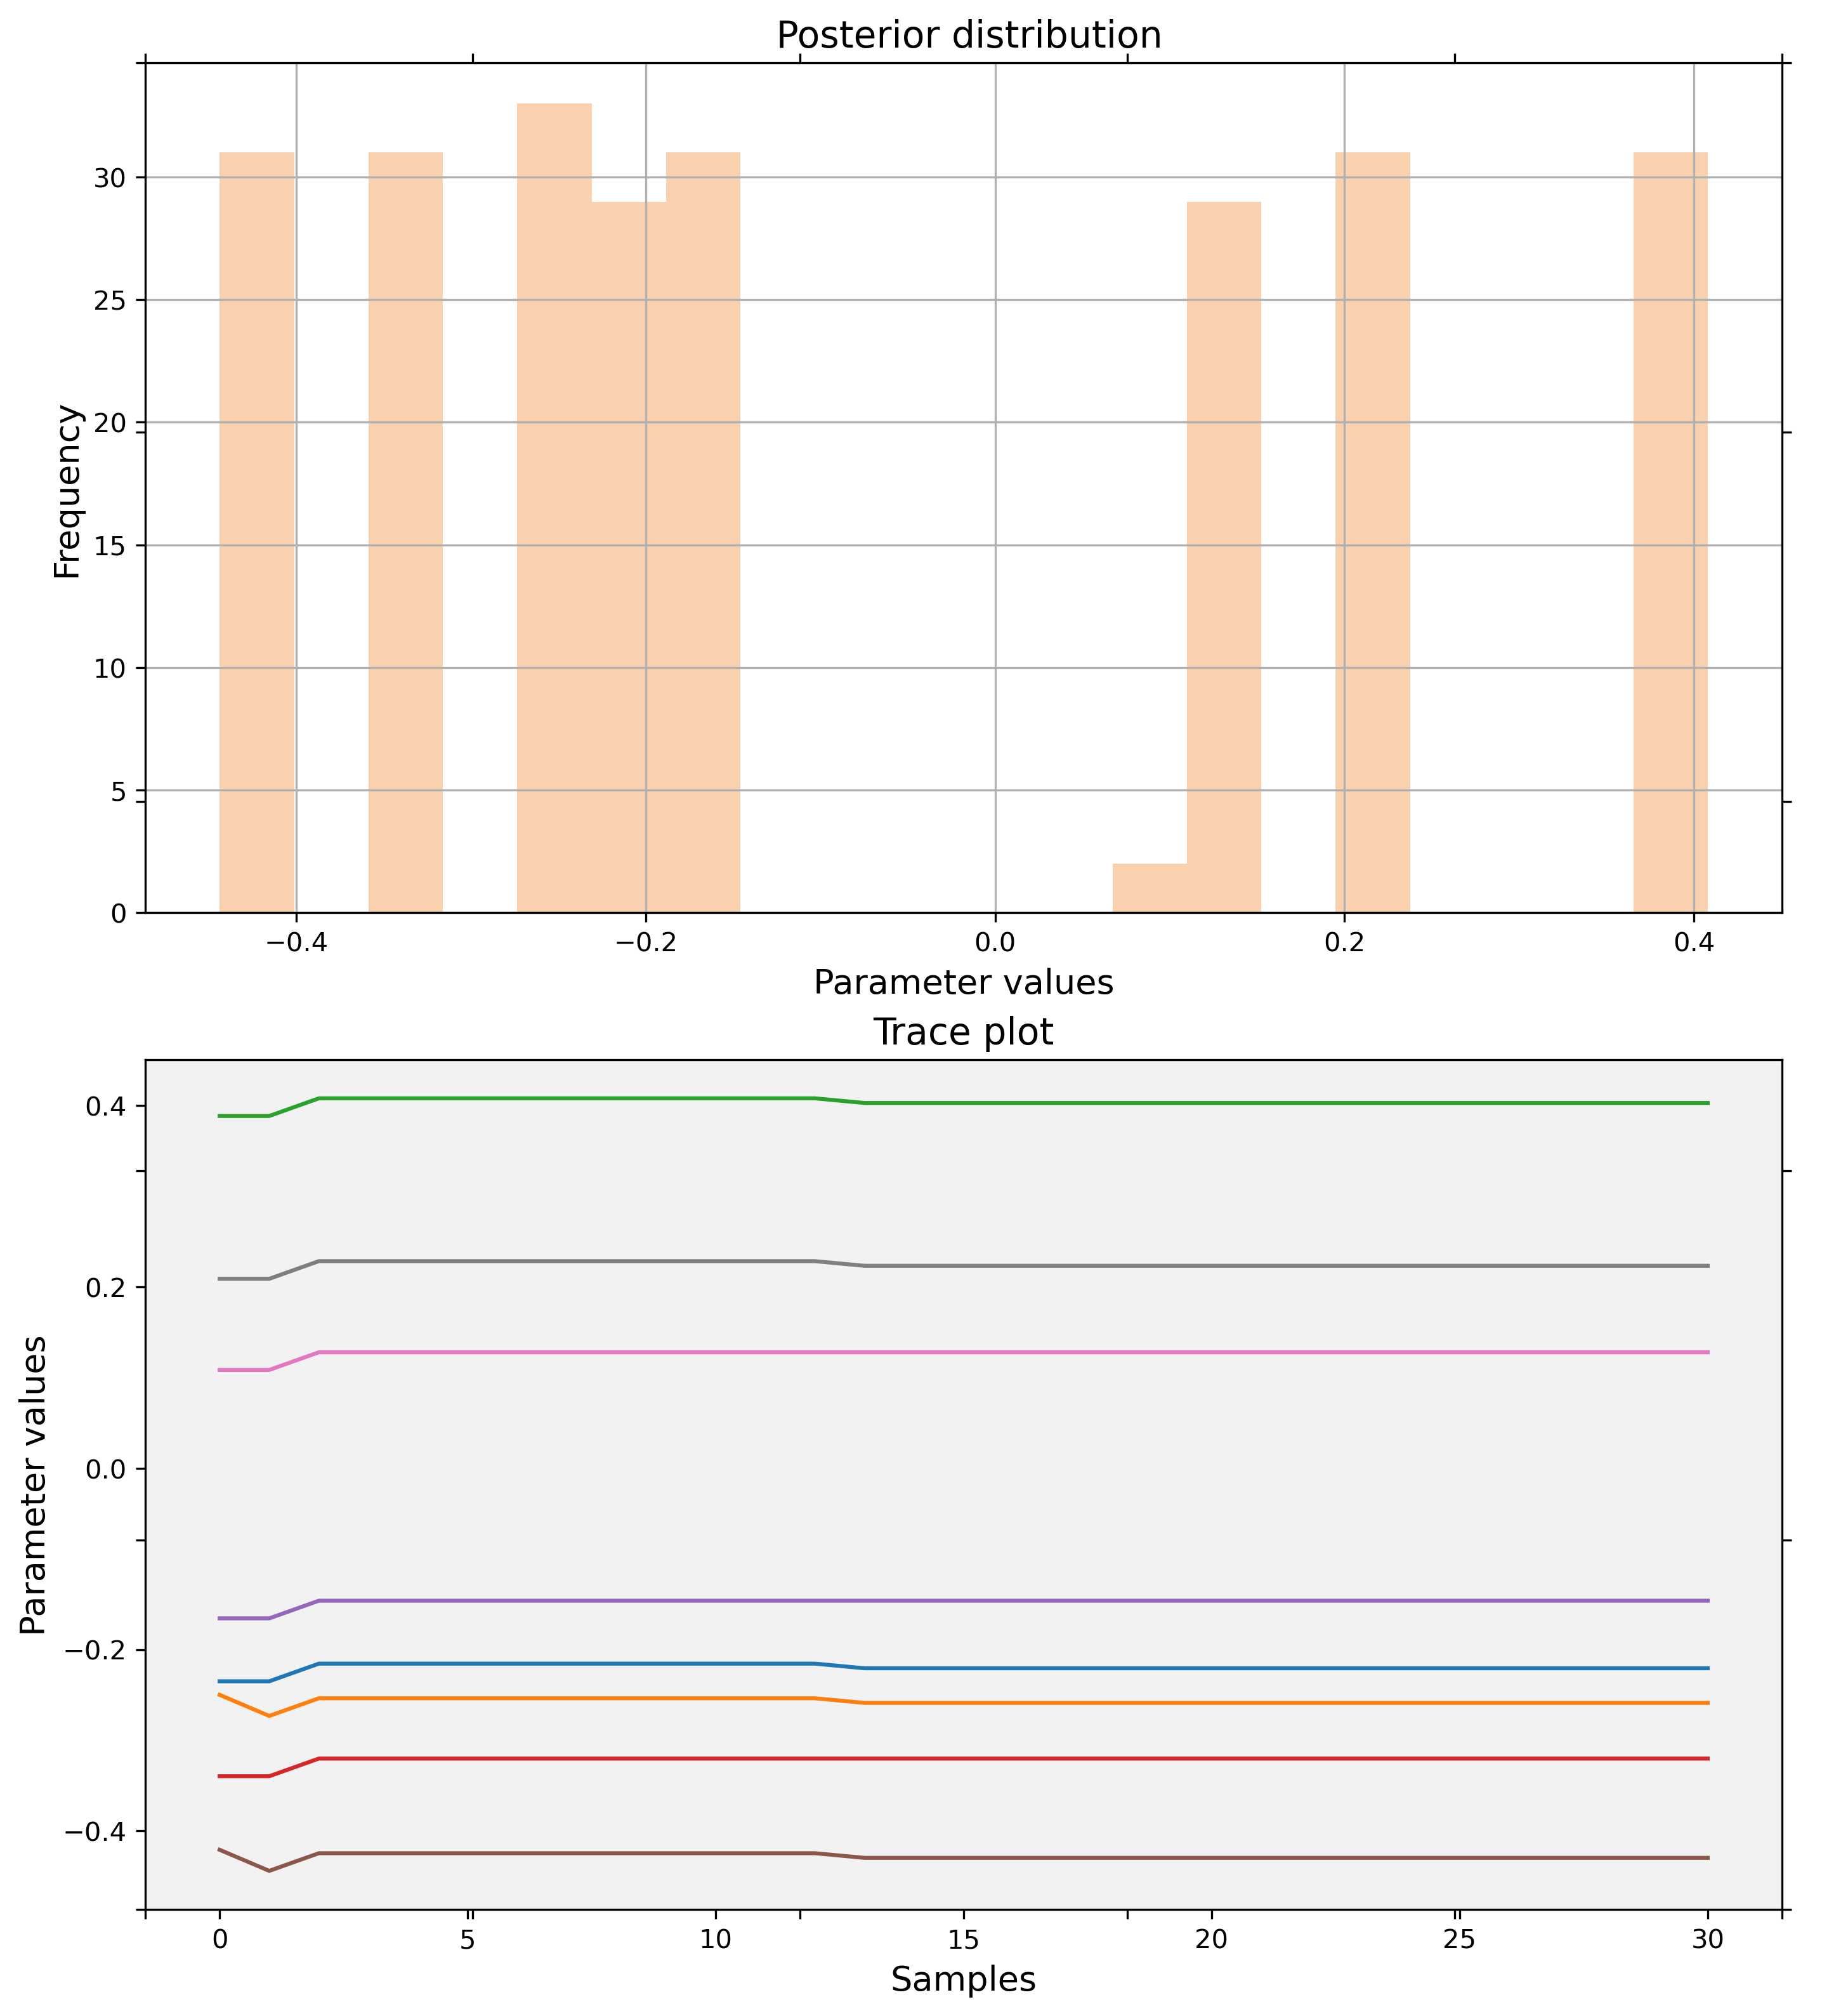 Posterior distribution
30
25
20
15
10
5
0
Frequency
−0.4 −0.2 0.0 0.2 0.4
Parameter values
Trace plot
0.4
0.2
0.0
−0.2
−0.4
Parameter values
0 5 10 15 20 25 30
Samples